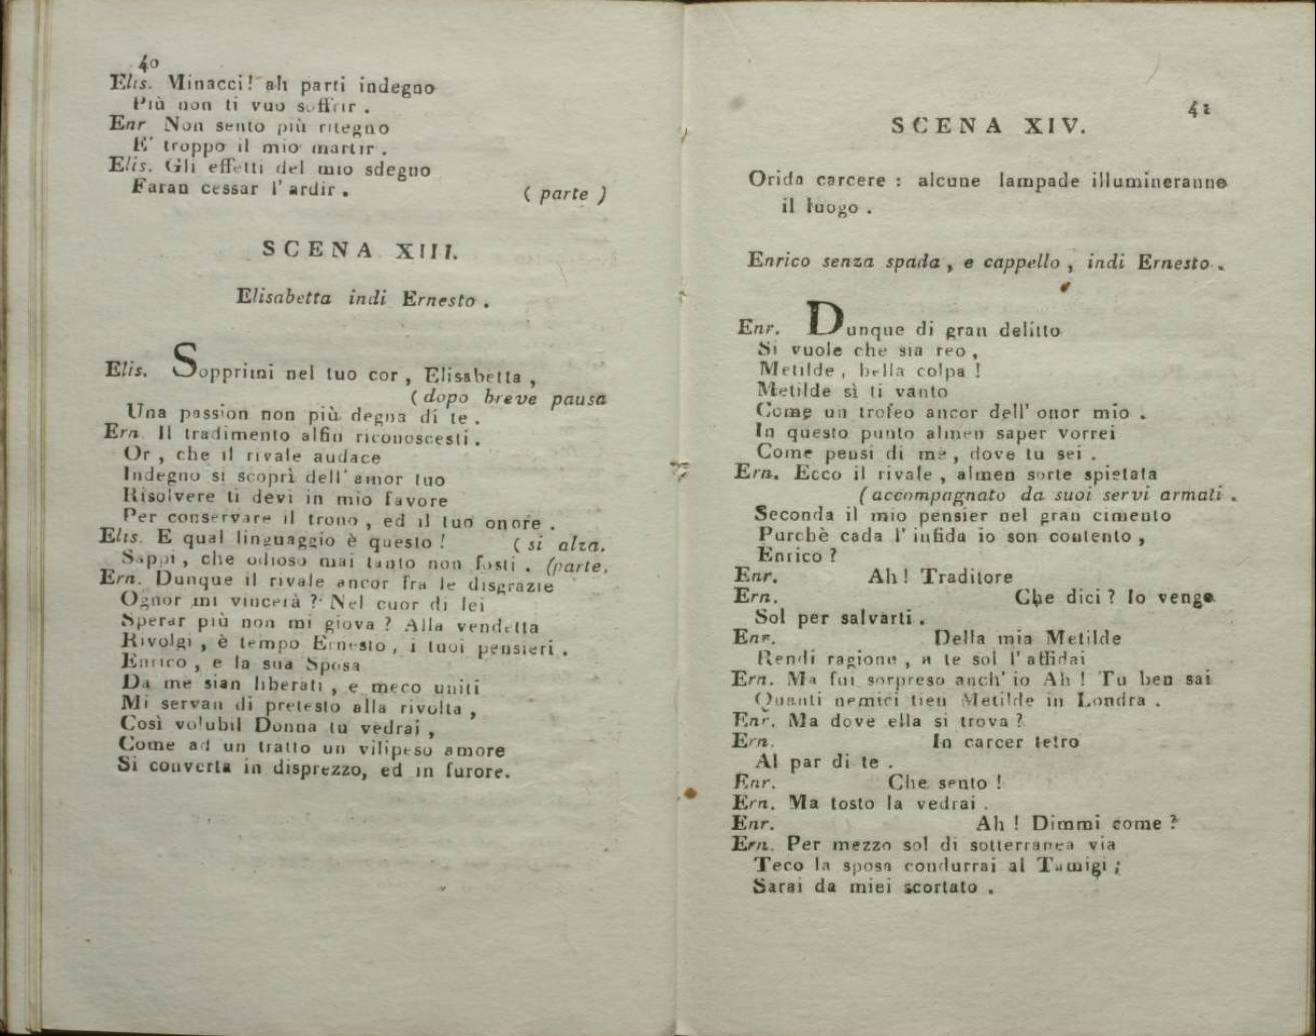 40
Elis. Minacci! ah parti indegno
Più non ti vuo soffrir .
Enr Non sento più ritegno
E' troppo il mio martir .
Elis. Gli effetti del mio sdegno
Faran cessar l' ardir .
( parte )
SCENA XIII.
Elisabetta indi Ernesto .
Elis. Sopprimi nel tuo cor , Elisabetta ,
( dopo breve pausa
Una passion non più degna di te .
Ern. Il tradimento alfin riconoscesti .
Or , che il rivale audace
Indegno si scoprì dell' amor tuo
Risolvere ti devi in mio favore
Per conservare il trono , ed il tuo onore .
Elis. E qual linguaggio è questo ! ( si alza.
Sappi , che odioso mai tanto non fosti . (parte.
Ern. Dunque il rivale ancor fra le disgrazie
Ognor mi vincerà ? Nel cuor di lei
Sperar più non mi giova ? Alla vendetta
Rivolgi , è tempo Ernesto , i tuoi pensieri .
Enrico , e la sua Sposa
Da me sian liberati , e meco uniti
Mi servan di pretesto alla rivolta ,
Così volubil Donna tu vedrai ,
Come ad un tratto un vilipeso amore
Si converta in disprezzo, ed in furore.
41
SCENA XIV.
Orida carcere : alcune lampade illumineranno
il luogo .
Enrico senza spada , e cappello , indi Ernesto .
Enr. Dunque di gran delitto
Si vuole che sia reo ,
Metilde , bella colpa !
Metilde sì ti vanto
Come un trofeo ancor dell' onor mio .
In questo punto almen saper vorrei
Come pensi di me , dove tu sei .
Ern. Ecco il rivale , almen sorte spietata
( accompagnato da suoi servi armati .
Seconda il mio pensier nel gran cimento
Purchè cada l' infida io son contento ,
Enrico ?
Enr. Ah ! Traditore
Ern. Che dici ? Io vengo
Sol per salvarti .
Enr. Della mia Metilde
Rendi ragione , a te sol l' affidai
Ern. Ma fui sorpreso anch' io Ah ! Tu ben sai
Quanti nemici tien Metilde in Londra .
Enr. Ma dove ella si trova ?
Ern. In carcer tetro
Al par di te .
Enr. Che sento !
Ern. Ma tosto la vedrai .
Enr. Ah ! Dimmi come ?
Ern. Per mezzo sol di sotterranea via
Teco la sposa condurrai al Tamigi ;
Sarai da miei scortato .